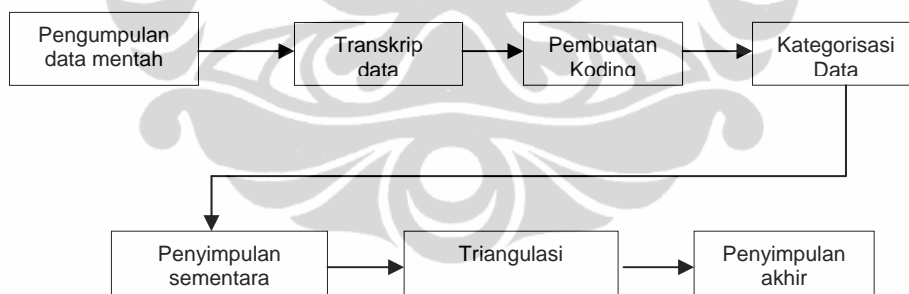 Pengumpulan
data mentah
Transkrip
data
Pembuatan
Koding
Kategorisasi
Data
Penyimpulan
sementara
Triangulasi
Penyimpulan
akhir